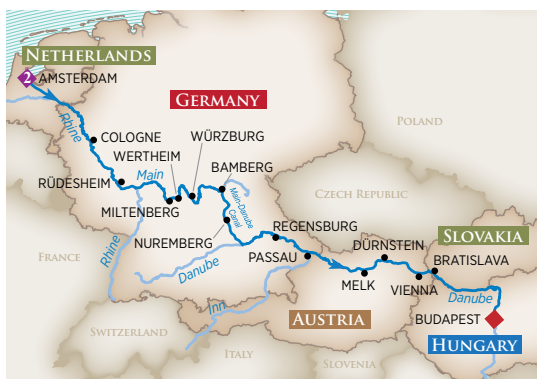 NETHERLANDS
2
AMSTERDAM
Rhine
GERMANY
POLAND
COLOGNE
WÜRZBURG
WERTHEIM
BAMBERG
RÜDESHEIM
Main
MILTENBERG
Main-Danube
Canal
CZECH REPUBLIC
NUREMBERG
REGENSBURG
SLOVAKIA
FRANCE
Rhine
Danube
PASSAU
DÜRNSTEIN
BRATISLAVA
MELK
VIENNA
Danube
Inn
AUSTRIA
BUDAPEST
SWITZERLAND
HUNGARY
ITALY
SLOVENIA